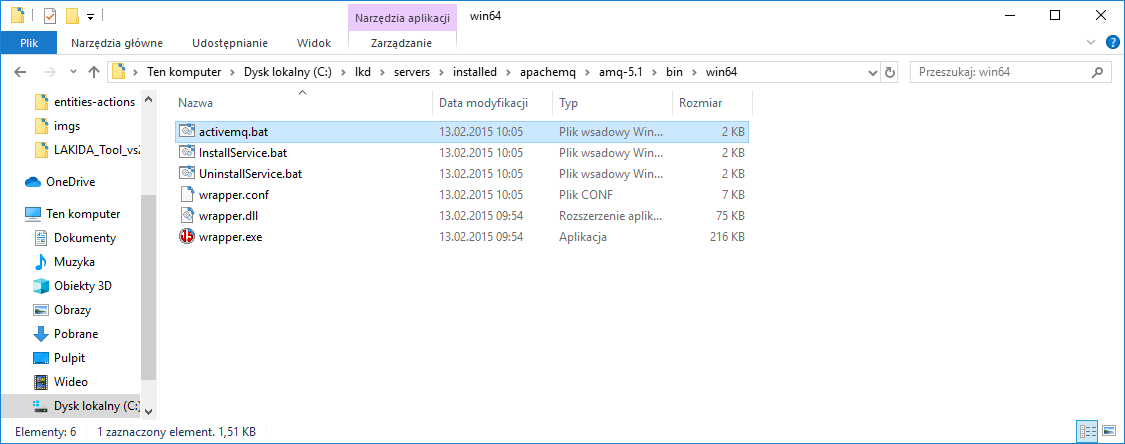 Narzędzia aplikacji win64
Plik Narzędzia główne Udostępnianie Widok Zarządzanie
Ten komputer > Dysk lokalny (C:) > lkd > servers > installed > apachemq > amq-5.1 > bin > win64
Przeszukaj: win64
entities-actions
imgs
LAKIDA_Tool_vs2
OneDrive
Ten komputer
Dokumenty
Muzyka
Obiekty 3D
Obrazy
Pobrane
Pulpit
Wideo
Dysk lokalny (C:)
Nazwa Data modyfikacji Typ Rozmiar
activemq.bat 13.02.2015 10:05 Plik wsadowy Win... 2 KB
InstallService.bat 13.02.2015 10:05 Plik wsadowy Win... 2 KB
UninstallService.bat 13.02.2015 10:05 Plik wsadowy Win... 2 KB
wrapper.conf 13.02.2015 10:05 Plik CONF 7 KB
wrapper.dll 13.02.2015 09:54 Rozszerzenie aplik... 75 KB
wrapper.exe 13.02.2015 09:54 Aplikacja 216 KB
Elementy: 6 1 zaznaczony element. 1,51 KB